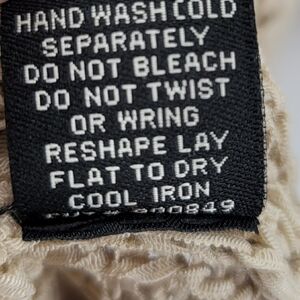 HAND WASH COLD
SEPARATELY
DO NOT BLEACH
DO NOT TWIST
OR WRING
RESHAPE LAY
FLAT TO DRY
COOL IRON